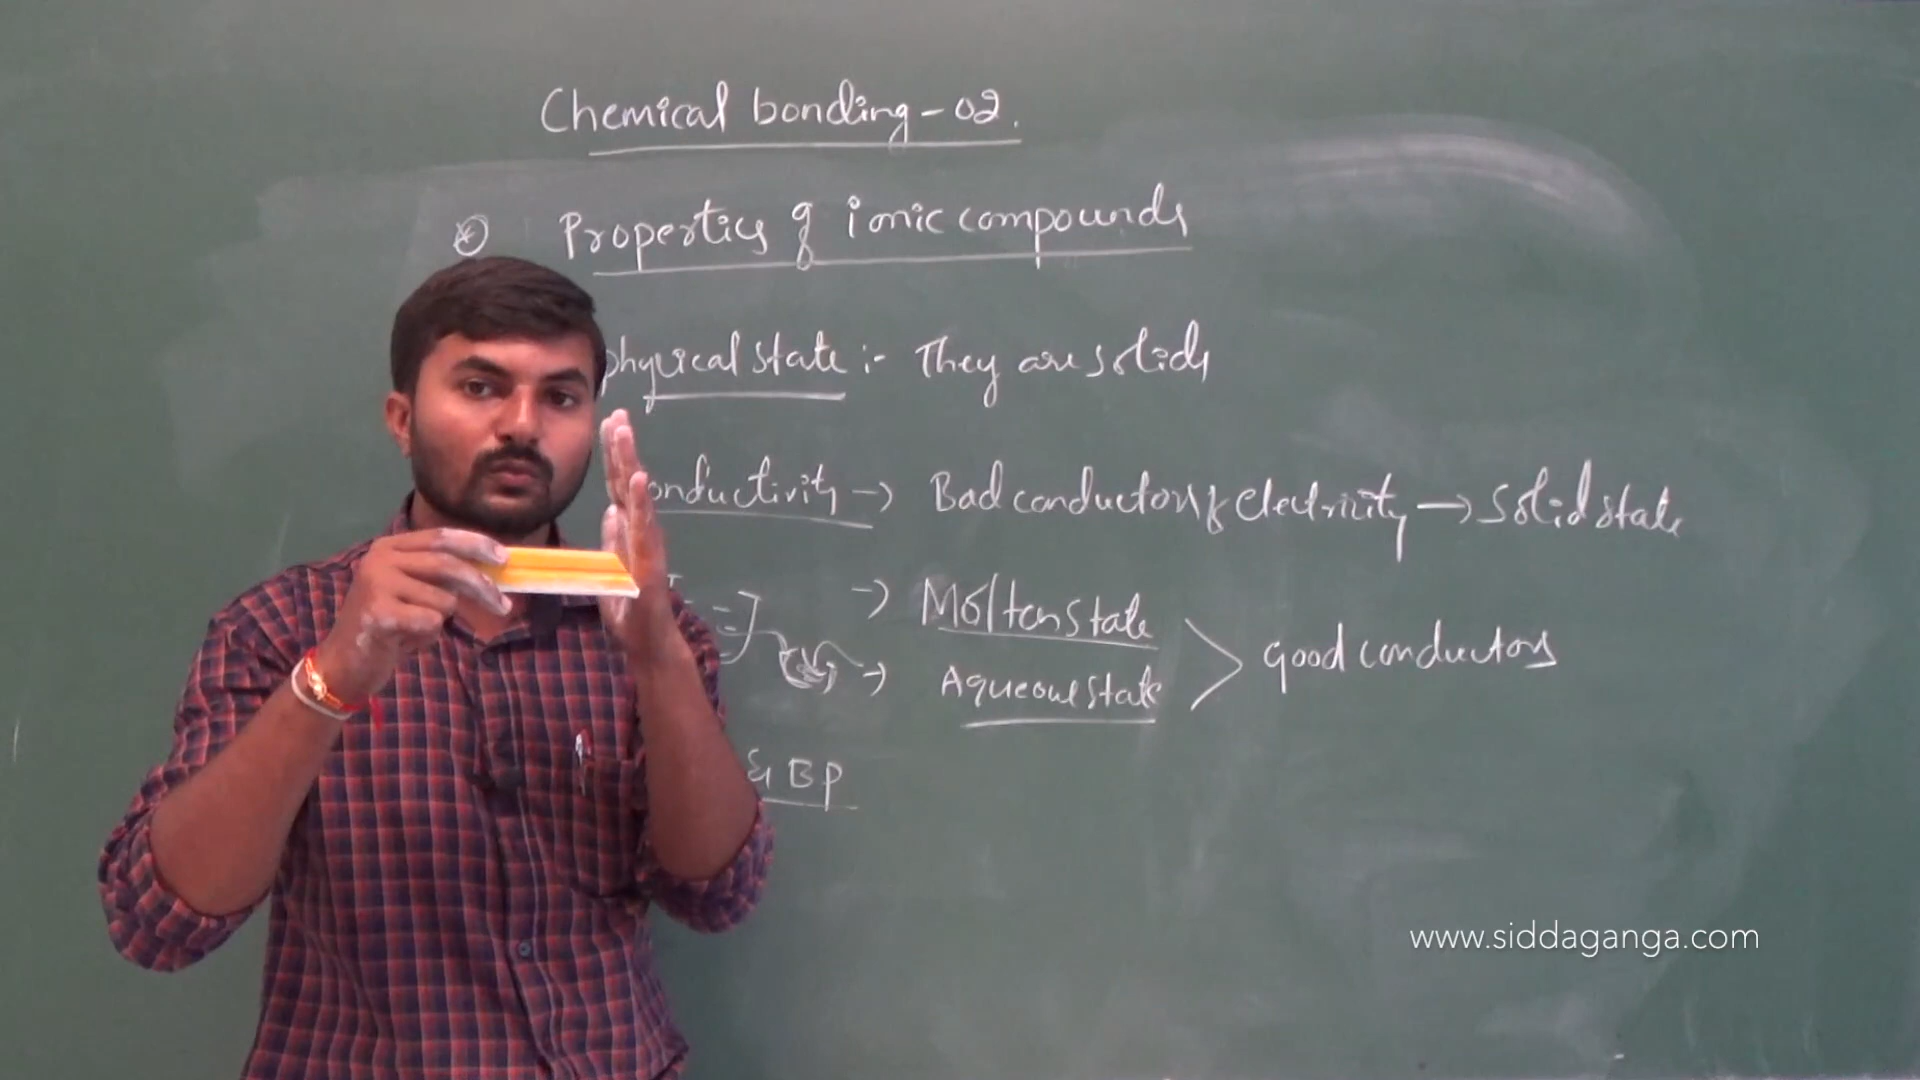 Chemical bonding - 02.
Properties of ionic compounds
physical state :- They are solids
onductivity → Bad conductors of electricity → solid state
→ Molten state
→ Aqueous state
good conductors
& BP
www.siddaganga.com